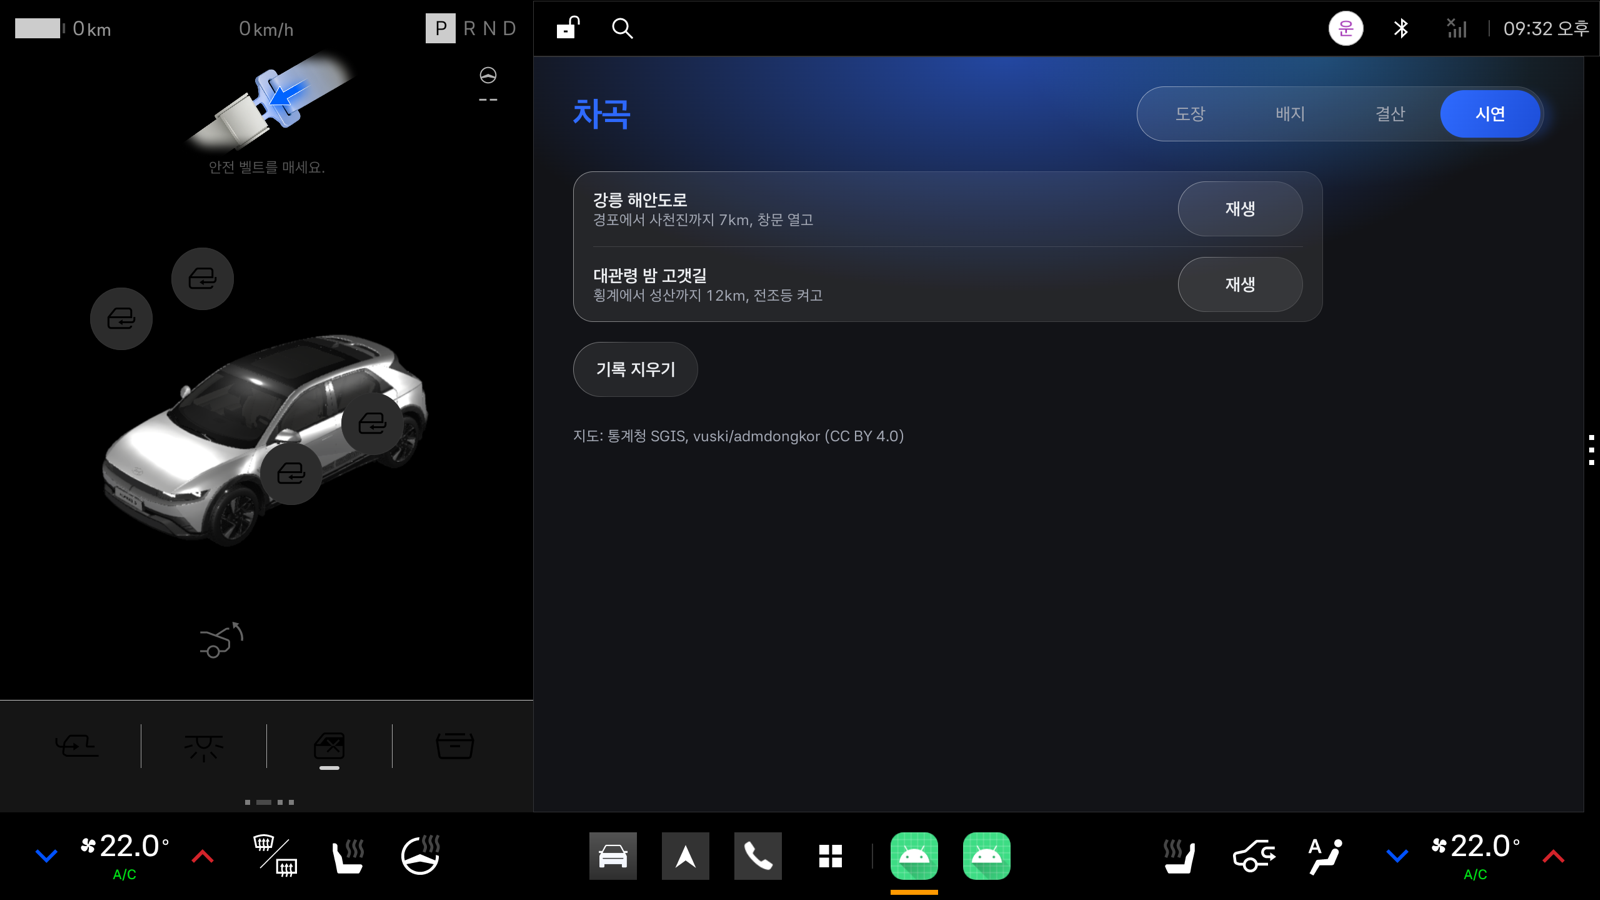 0km
0km/h
P R N D
운
09:32 오후
안전 벨트를 매세요.
차곡
도장
배지
결산
시연
강릉 해안도로
경포에서 사천진까지 7km, 창문 열고
재생
대관령 밤 고갯길
횡계에서 성산까지 12km, 전조등 켜고
재생
기록 지우기
지도: 통계청 SGIS, vuski/admdongkor (CC BY 4.0)
22.0°
A/C
A
22.0°
A/C